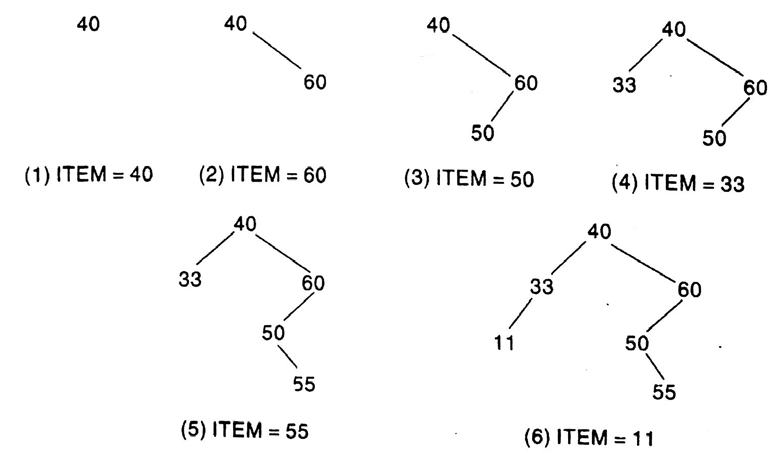 40 40 40 40
60 60 33 60
50 50
(1) ITEM = 40 (2) ITEM = 60 (3) ITEM = 50 (4) ITEM = 33
40 40
33 60 33 60
50 11 50
55 55
(5) ITEM = 55 (6) ITEM = 11